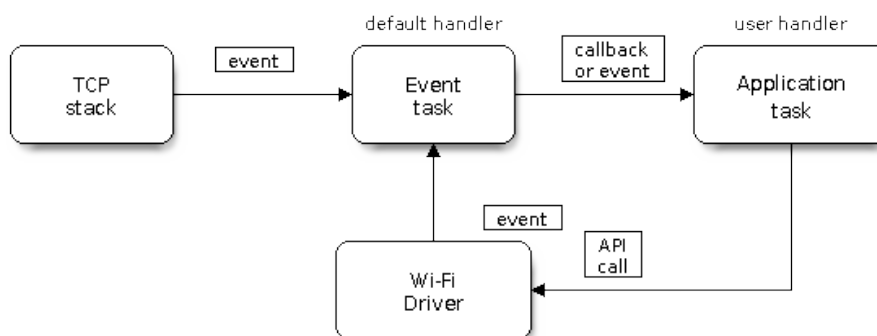 default handler
user handler
TCP
stack
event
Event
task
callback
or event
Application
task
event
API
call
Wi-Fi
Driver